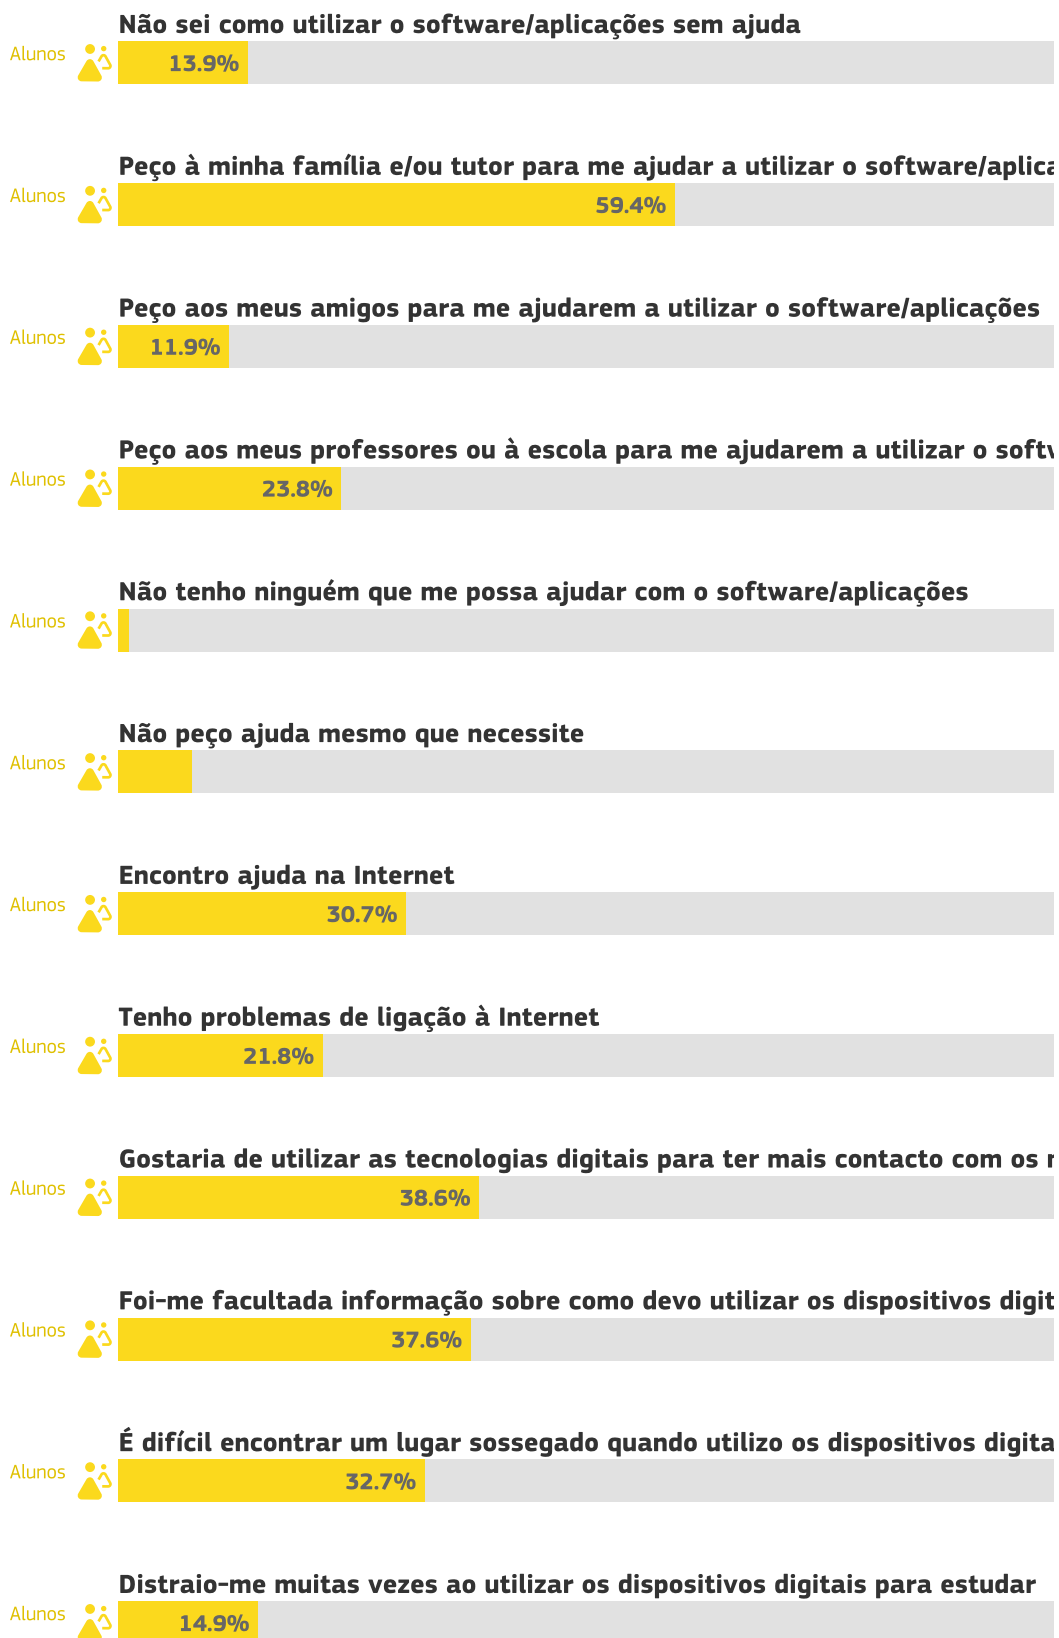 Não sei como utilizar o software/aplicações sem ajuda
Alunos
13.9%
Peço à minha família e/ou tutor para me ajudar a utilizar o
Alunos
59.4%
Peço aos meus amigos para me ajudarem a utilizar o software/aplicações
Alunos
11.9%
Peço aos meus professores ou à escola para me ajudarem a utilizar o
Alunos
23.8%
Não tenho ninguém que me possa ajudar com o software/aplicações
Alunos
Não peço ajuda mesmo que necessite
Alunos
Encontro ajuda na Internet
Alunos
30.7%
Tenho problemas de ligação à Internet
Alunos
21.8%
Gostaria de utilizar as tecnologias digitais para ter mais contacto com os
Alunos
38.6%
Foi-me facultada informação sobre como devo utilizar os dispositivos
Alunos
37.6%
É difícil encontrar um lugar sossegado quando utilizo os dispositivos
Alunos
32.7%
Distraio-me muitas vezes ao utilizar os dispositivos digitais para estudar
Alunos
14.9%